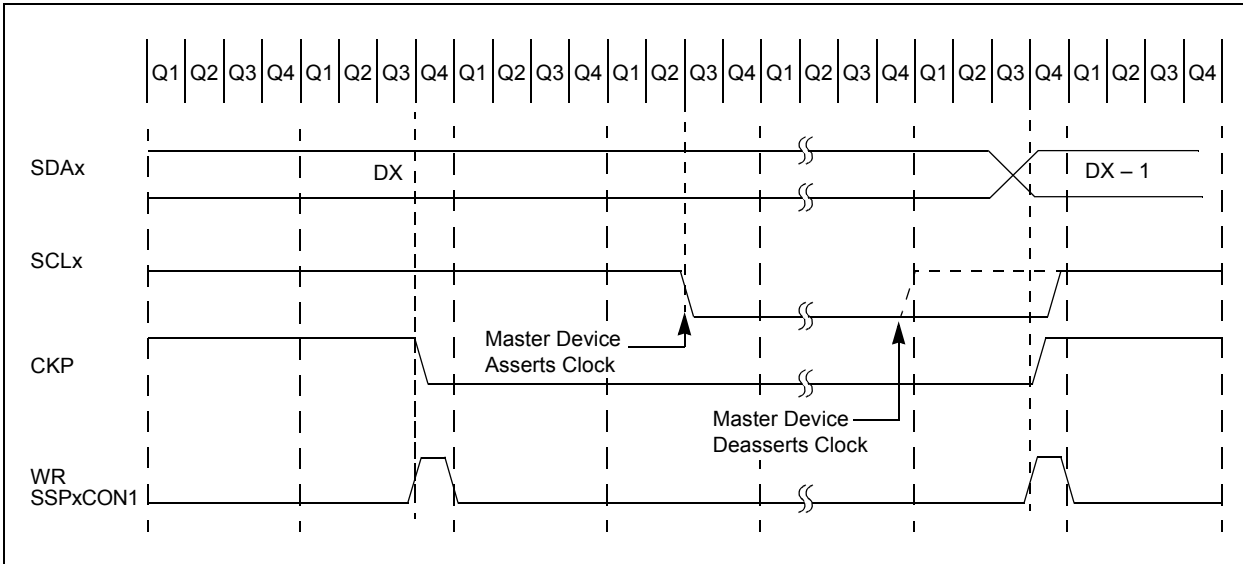 Q1 Q2 Q3 Q4 Q1 Q2 Q3 Q4 Q1 Q2 Q3 Q4 Q1 Q2 Q3 Q4 Q1 Q2 Q3 Q4 Q1 Q2 Q3 Q4 Q1 Q2 Q3 Q4
SDAx
DX
DX – 1
SCLx
Master Device
Asserts Clock
CKP
Master Device
Deasserts Clock
WR
SSPxCON1